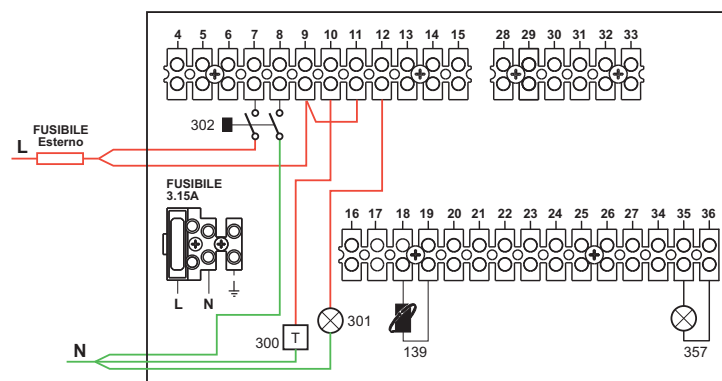 4 5 6 7 8 9 10 11 12 13 14 15 28 29 30 31 32 33
302
FUSIBILE
Esterno
L
FUSIBILE
3.15A
16 17 18 19 20 21 22 23 24 25 26 27 34 35 36
L N
300 T 301
139 357
N